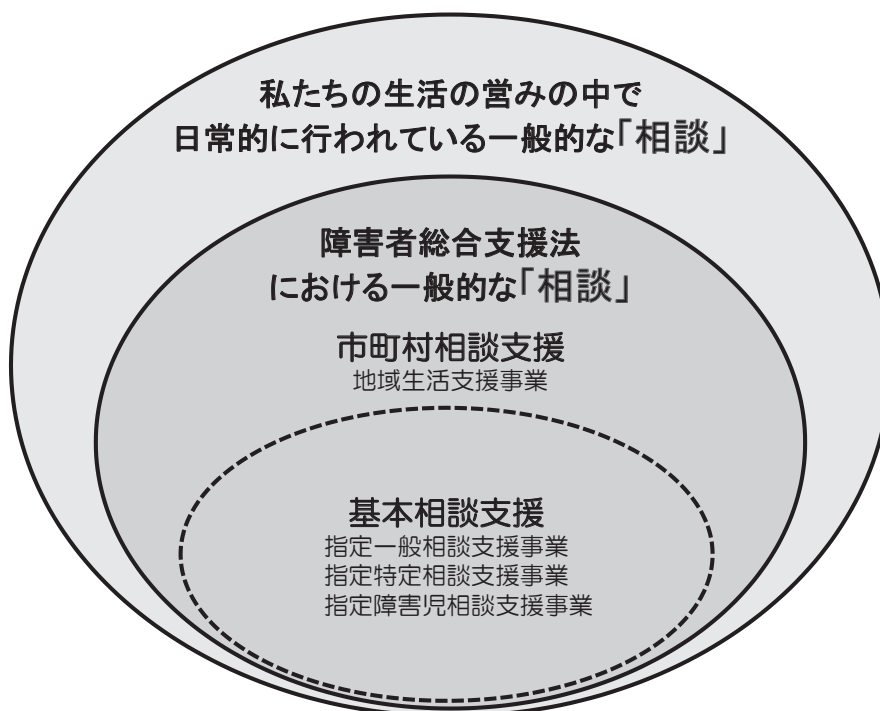 私たちの生活の営みの中で
日常的に行われている一般的な「相談」
障害者総合支援法
における一般的な「相談」
市町村相談支援
地域生活支援事業
基本相談支援
指定一般相談支援事業
指定特定相談支援事業
指定障害児相談支援事業